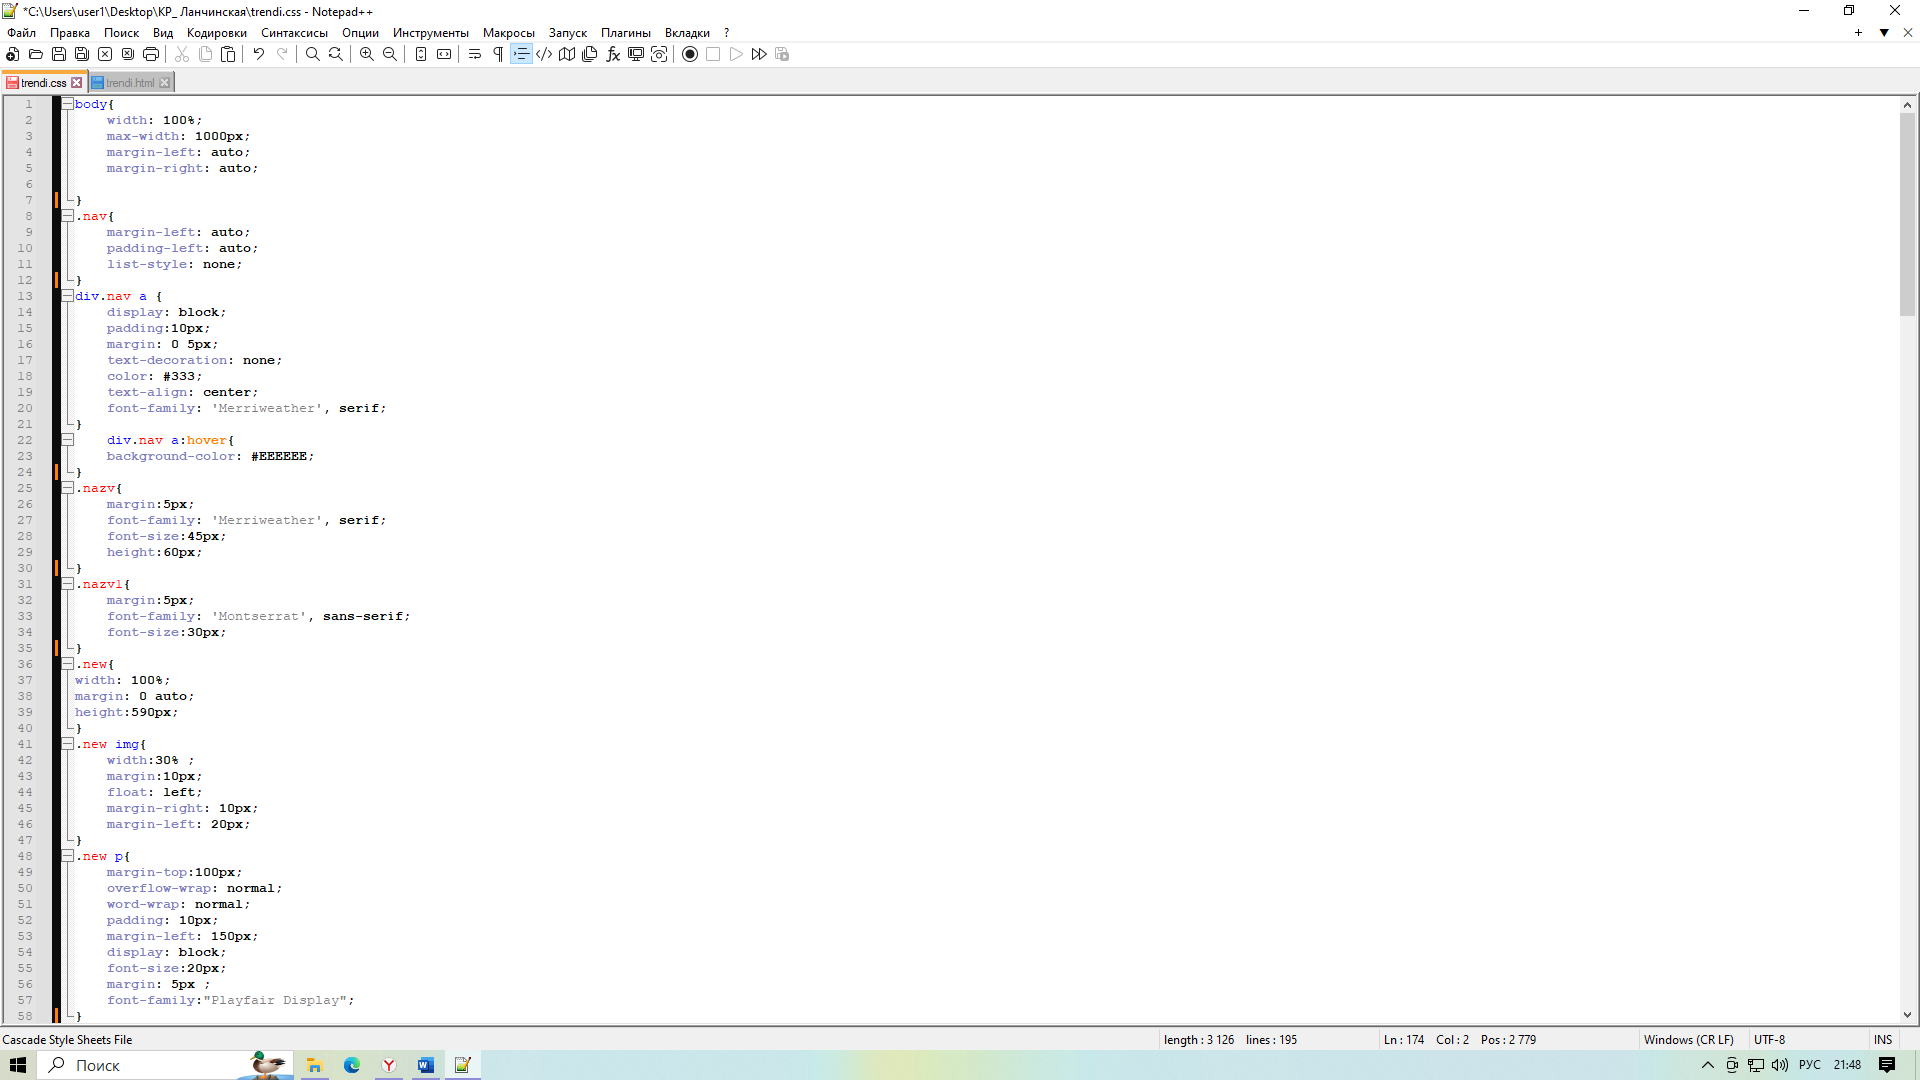 *C:\Users\user1\Desktop\КР_ Ланчинская\trendi.css - Notepad++
Файл Правка Поиск Вид Кодировки Синтаксисы Опции Инструменты Макросы Запуск Плагины Вкладки ?
trendi.css trendi.html
1 body{
2 width: 100%;
3 max-width: 1000px;
4 margin-left: auto;
5 margin-right: auto;
6
7 }
8 .nav{
9 margin-left: auto;
10 padding-left: auto;
11 list-style: none;
12 }
13 div.nav a {
14 display: block;
15 padding:10px;
16 margin: 0 5px;
17 text-decoration: none;
18 color: #333;
19 text-align: center;
20 font-family: 'Merriweather', serif;
21 }
22 div.nav a:hover{
23 background-color: #EEEEEE;
24 }
25 .nazv{
26 margin:5px;
27 font-family: 'Merriweather', serif;
28 font-size:45px;
29 height:60px;
30 }
31 .nazv1{
32 margin:5px;
33 font-family: 'Montserrat', sans-serif;
34 font-size:30px;
35 }
36 .new{
37 width: 100%;
38 margin: 0 auto;
39 height:590px;
40 }
41 .new img{
42 width:30% ;
43 margin:10px;
44 float: left;
45 margin-right: 10px;
46 margin-left: 20px;
47 }
48 .new p{
49 margin-top:100px;
50 overflow-wrap: normal;
51 word-wrap: normal;
52 padding: 10px;
53 margin-left: 150px;
54 display: block;
55 font-size:20px;
56 margin: 5px ;
57 font-family:"Playfair Display";
58 }
Cascade Style Sheets File length : 3 126 lines : 195 Ln : 174 Col : 2 Pos : 2 779 Windows (CR LF) UTF-8 INS
Поиск РУС 21:48